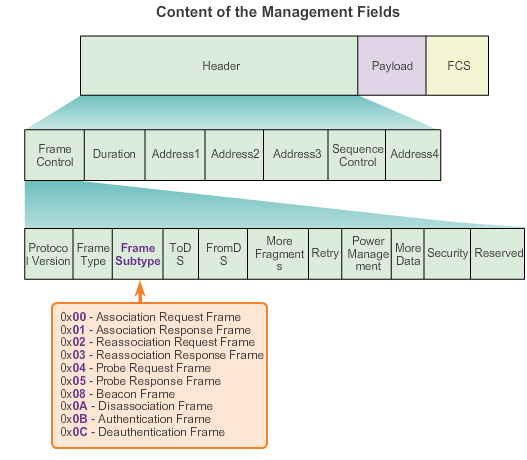 Content of the Management Fields
Header
Payload
FCS
Frame
Control
Duration
Address1
Address2
Address3
Sequence
Control
Address4
Protoco
l Version
Frame
Type
Frame
Subtype
ToD
S
FromD
S
More
Fragment
s
Retry
Power
Manage
ment
More
Data
Security
Reserved
0x00 - Association Request Frame
0x01 - Association Response Frame
0x02 - Reassociation Request Frame
0x03 - Reassociation Response Frame
0x04 - Probe Request Frame
0x05 - Probe Response Frame
0x08 - Beacon Frame
0x0A - Disassociation Frame
0x0B - Authentication Frame
0x0C - Deauthentication Frame